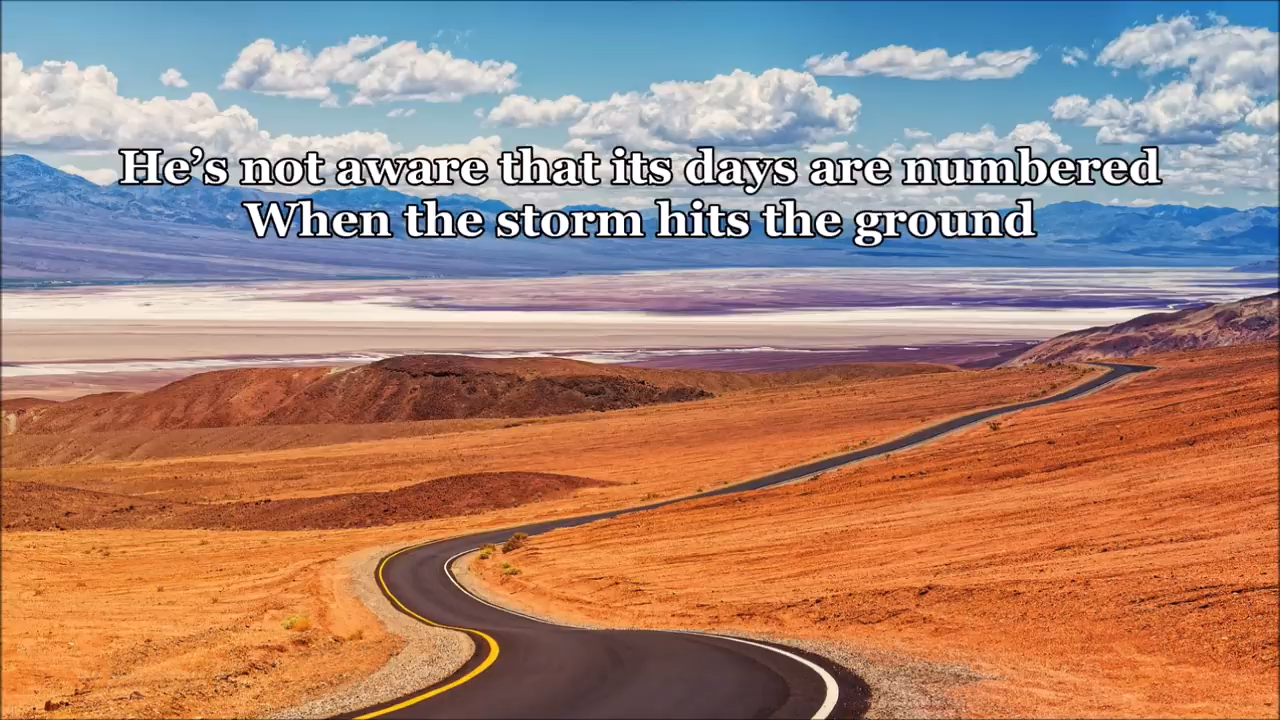 He’s not aware that its days are numbered
When the storm hits the ground